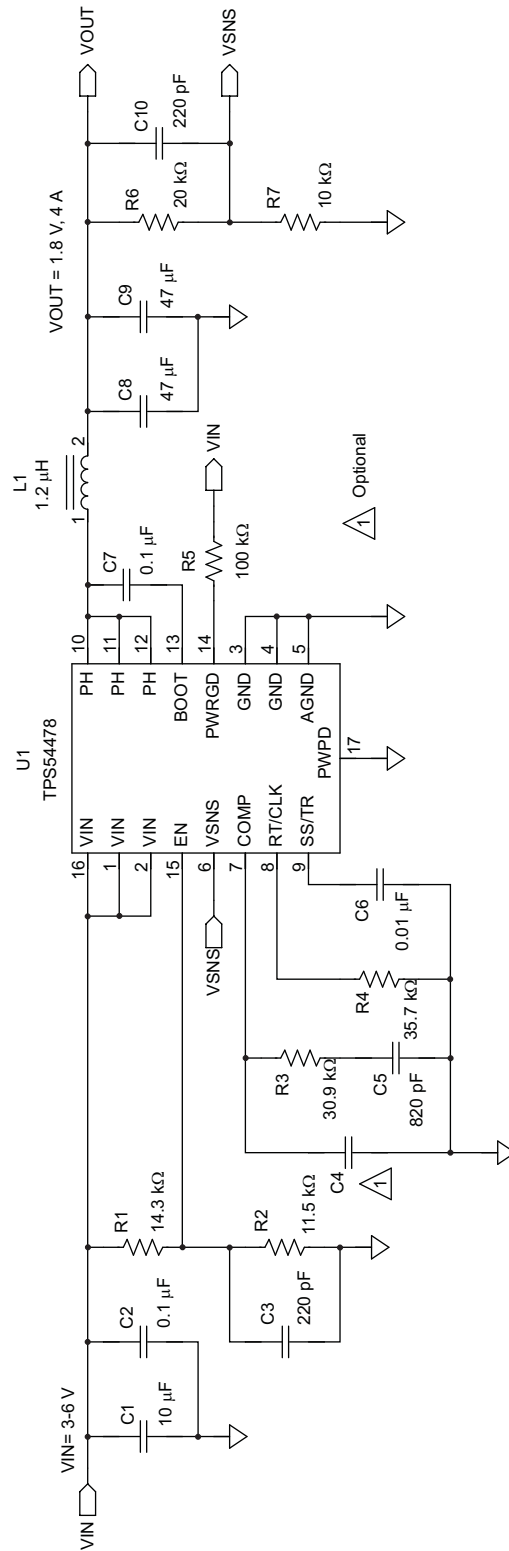 VIN
VIN= 3-6 V
C1
10 µF
C2
0.1 µF
R1
14.3 kΩ
C3
220 pF
R2
11.5 kΩ
C4
1
R3
30.9 kΩ
C5
820 pF
R4
35.7 kΩ
C6
0.01 µF
VSNS
U1
TPS54478
16 VIN
1 VIN
2 VIN
15 EN
6 VSNS
7 COMP
8 RT/CLK
9 SS/TR
PH 10
PH 11
PH 12
BOOT 13
PWRGD 14
GND 3
GND 4
AGND 5
PWPD
17
C7
0.1 µF
L1
1.2 µH
1 2
R5
100 kΩ
VIN
1 Optional
C8
47 µF
C9
47 µF
VOUT = 1.8 V, 4 A
R6
20 kΩ
C10
220 pF
R7
10 kΩ
VOUT
VSNS